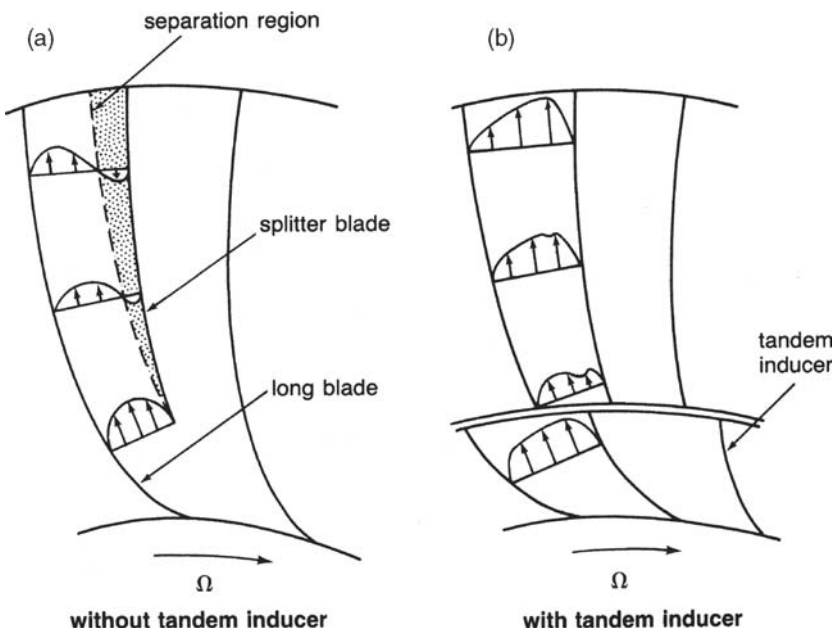 (a)
separation region
splitter blade
long blade
Ω
without tandem inducer
(b)
tandem
inducer
Ω
with tandem inducer